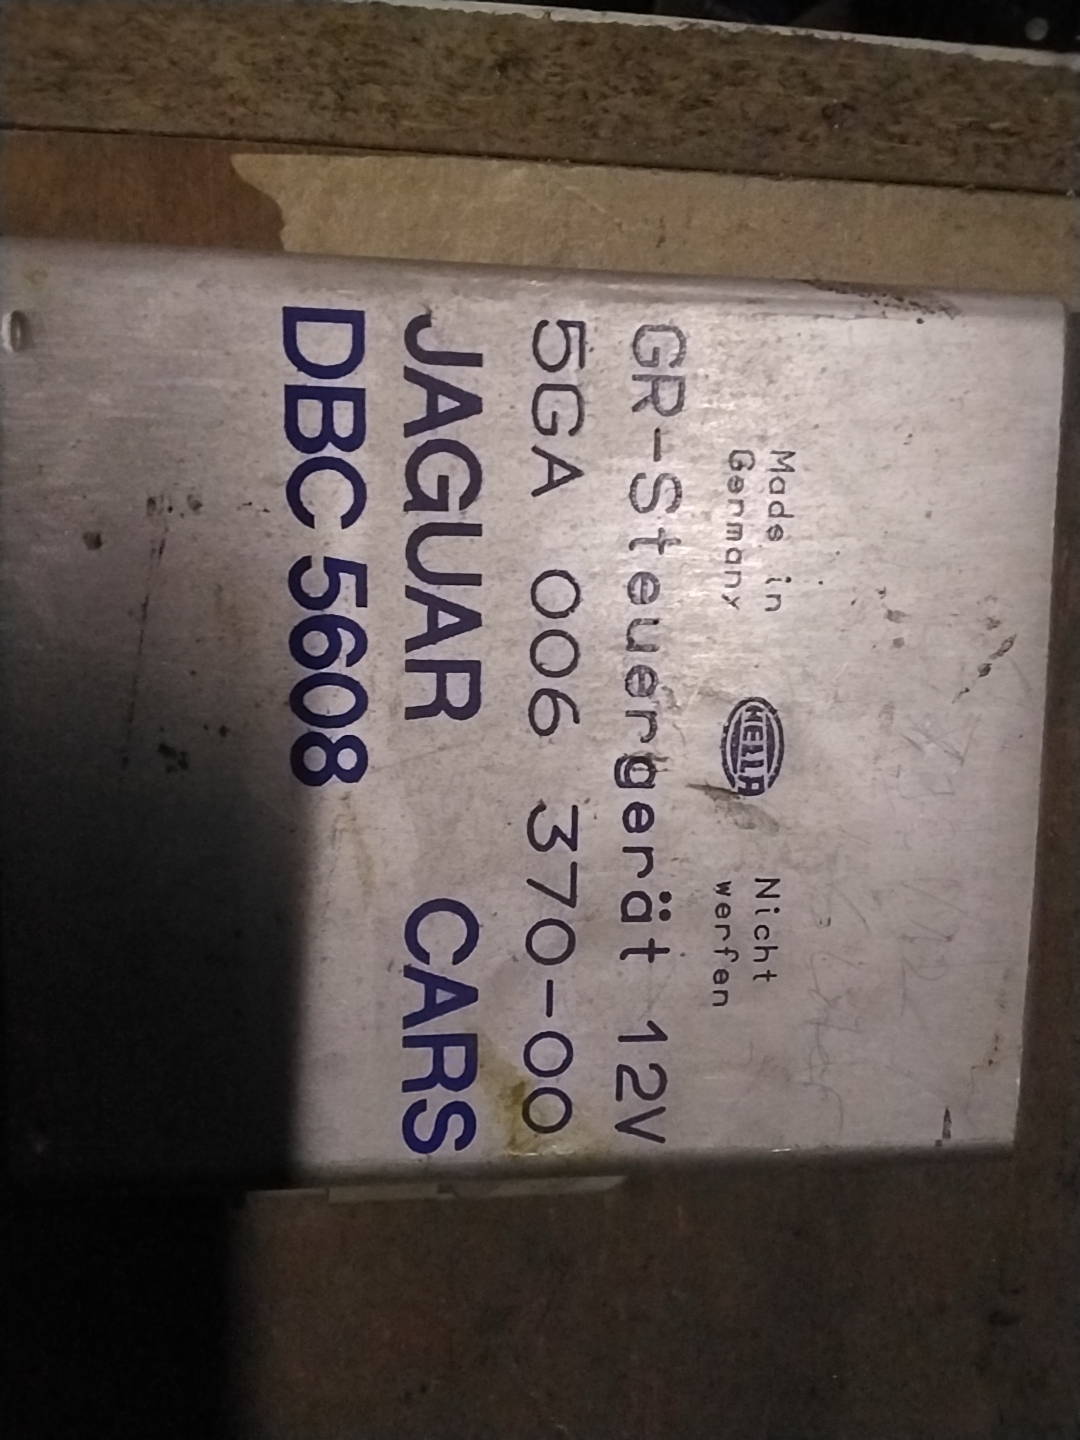 Made in
Germany
HELLA
Nicht
werfen
GR-Steuergerät 12V
5GA 006 370-00
JAGUAR CARS
DBC 5608